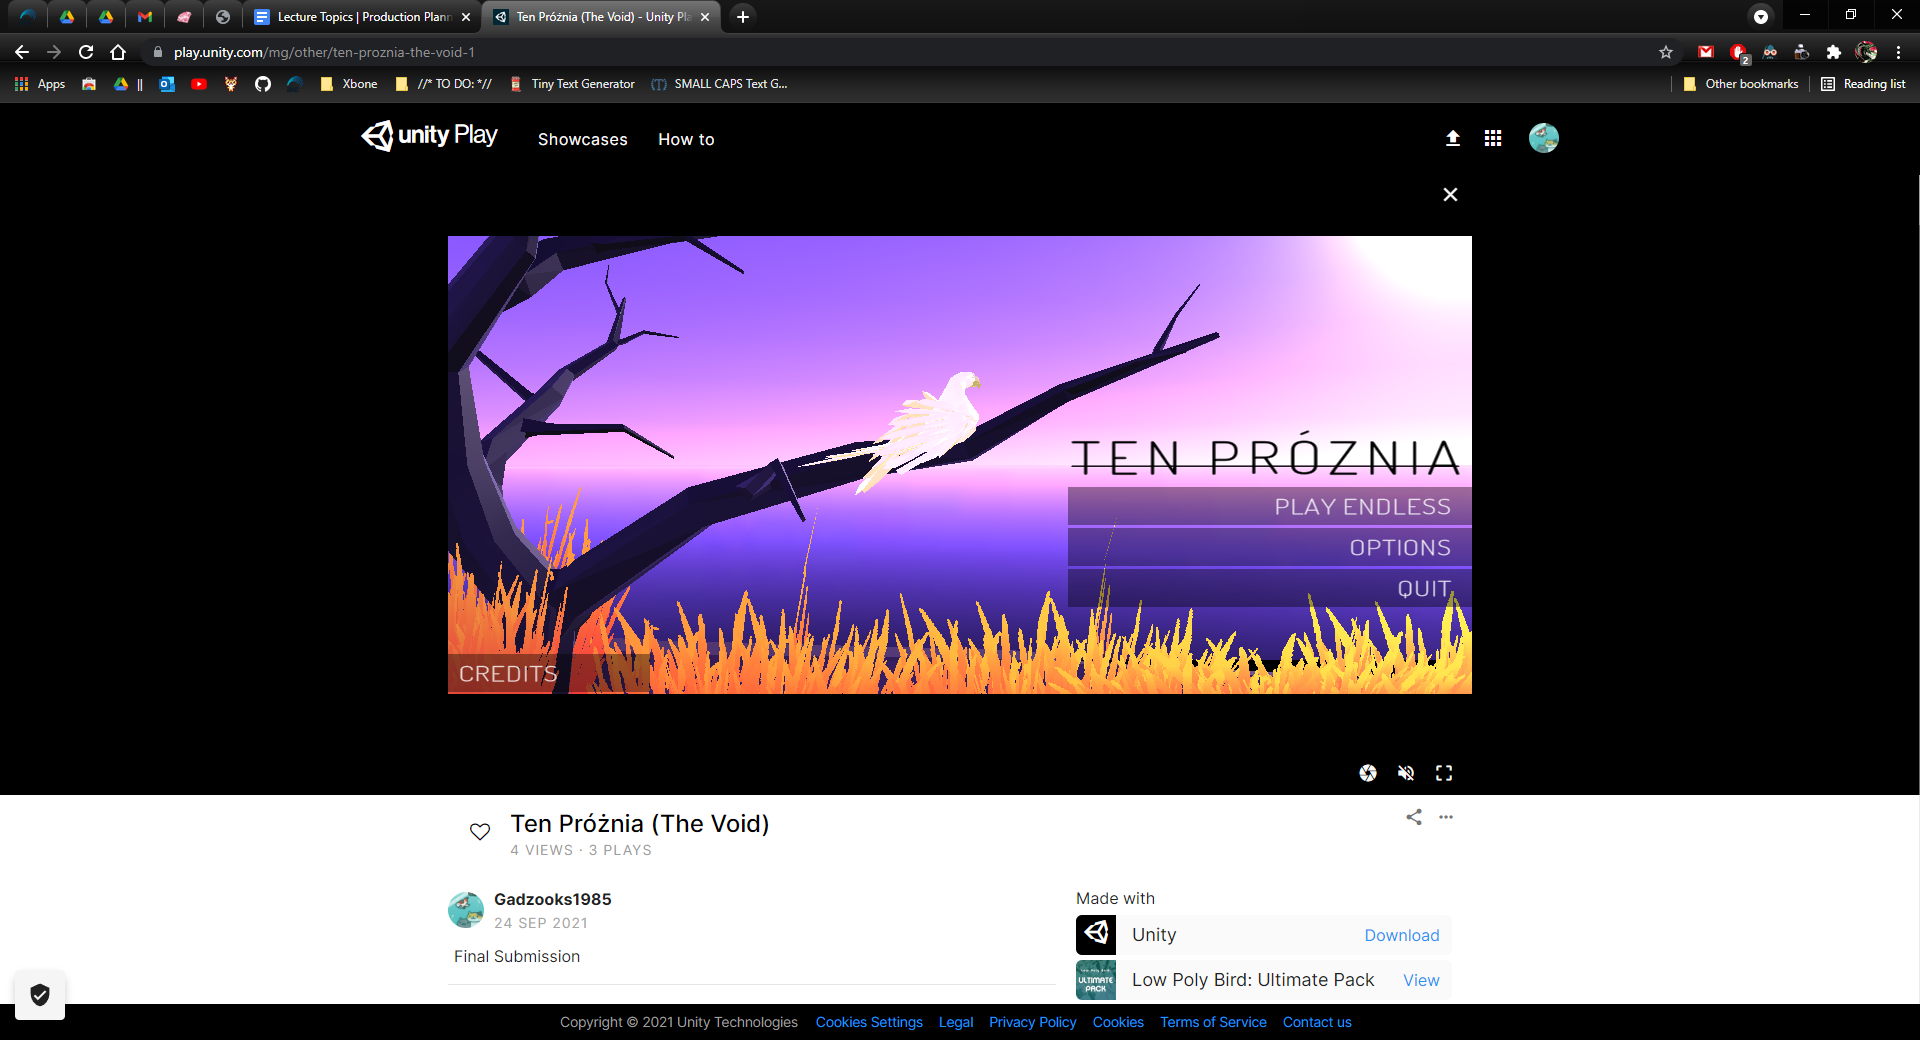 Lecture Topics | Production Plann
Ten Próżnia (The Void) - Unity Pla
play.unity.com/mg/other/ten-proznia-the-void-1
2
Apps
||
Xbone
//* TO DO: *//
Tiny Text Generator
SMALL CAPS Text G...
Other bookmarks
Reading list
unity Play
Showcases
How to
TEN PRÓZNIA
PLAY ENDLESS
OPTIONS
QUIT
CREDITS
Ten Próżnia (The Void)
4 VIEWS · 3 PLAYS
Gadzooks1985
24 SEP 2021
Final Submission
Made with
Unity
Download
Low Poly Bird
ULTIMATE
PACK
Low Poly Bird: Ultimate Pack
View
Copyright © 2021 Unity Technologies Cookies Settings Legal Privacy Policy Cookies Terms of Service Contact us